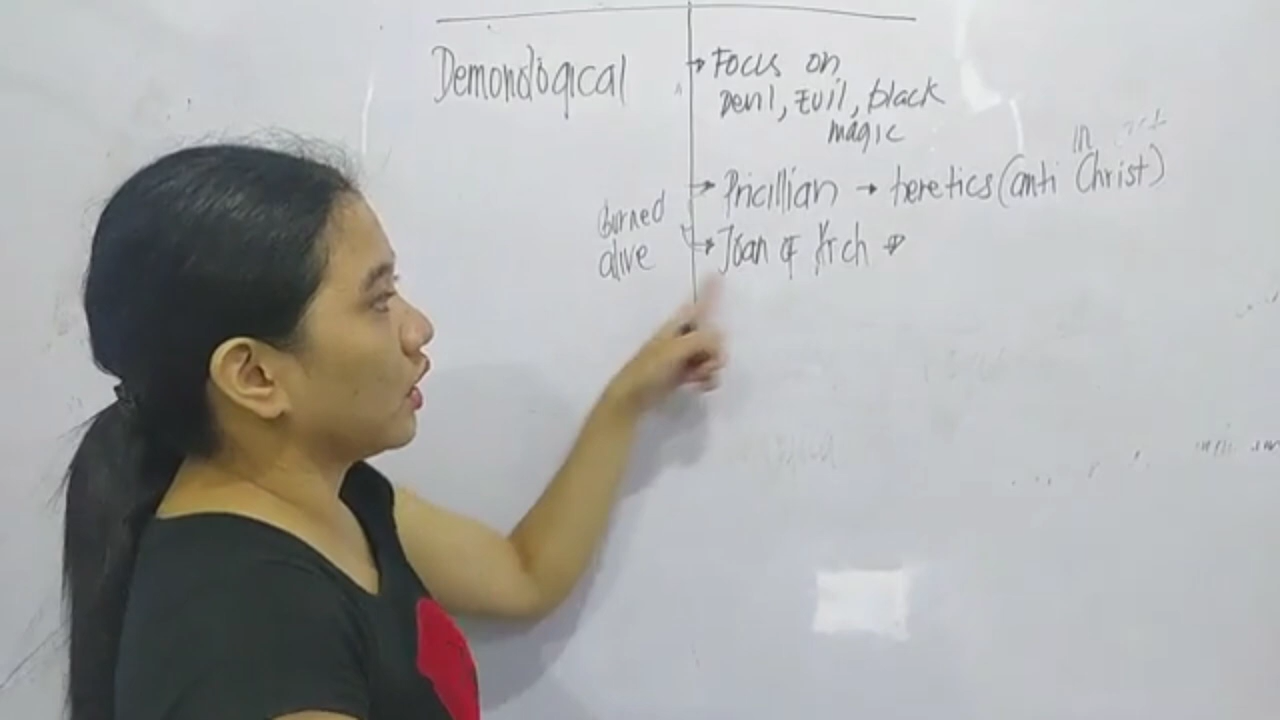 Demonological
→ Focus on
Devil, Evil, black
magic
in
→ Pricillian → heretics (anti Christ)
Burned
alive
→ Joan of Arch →